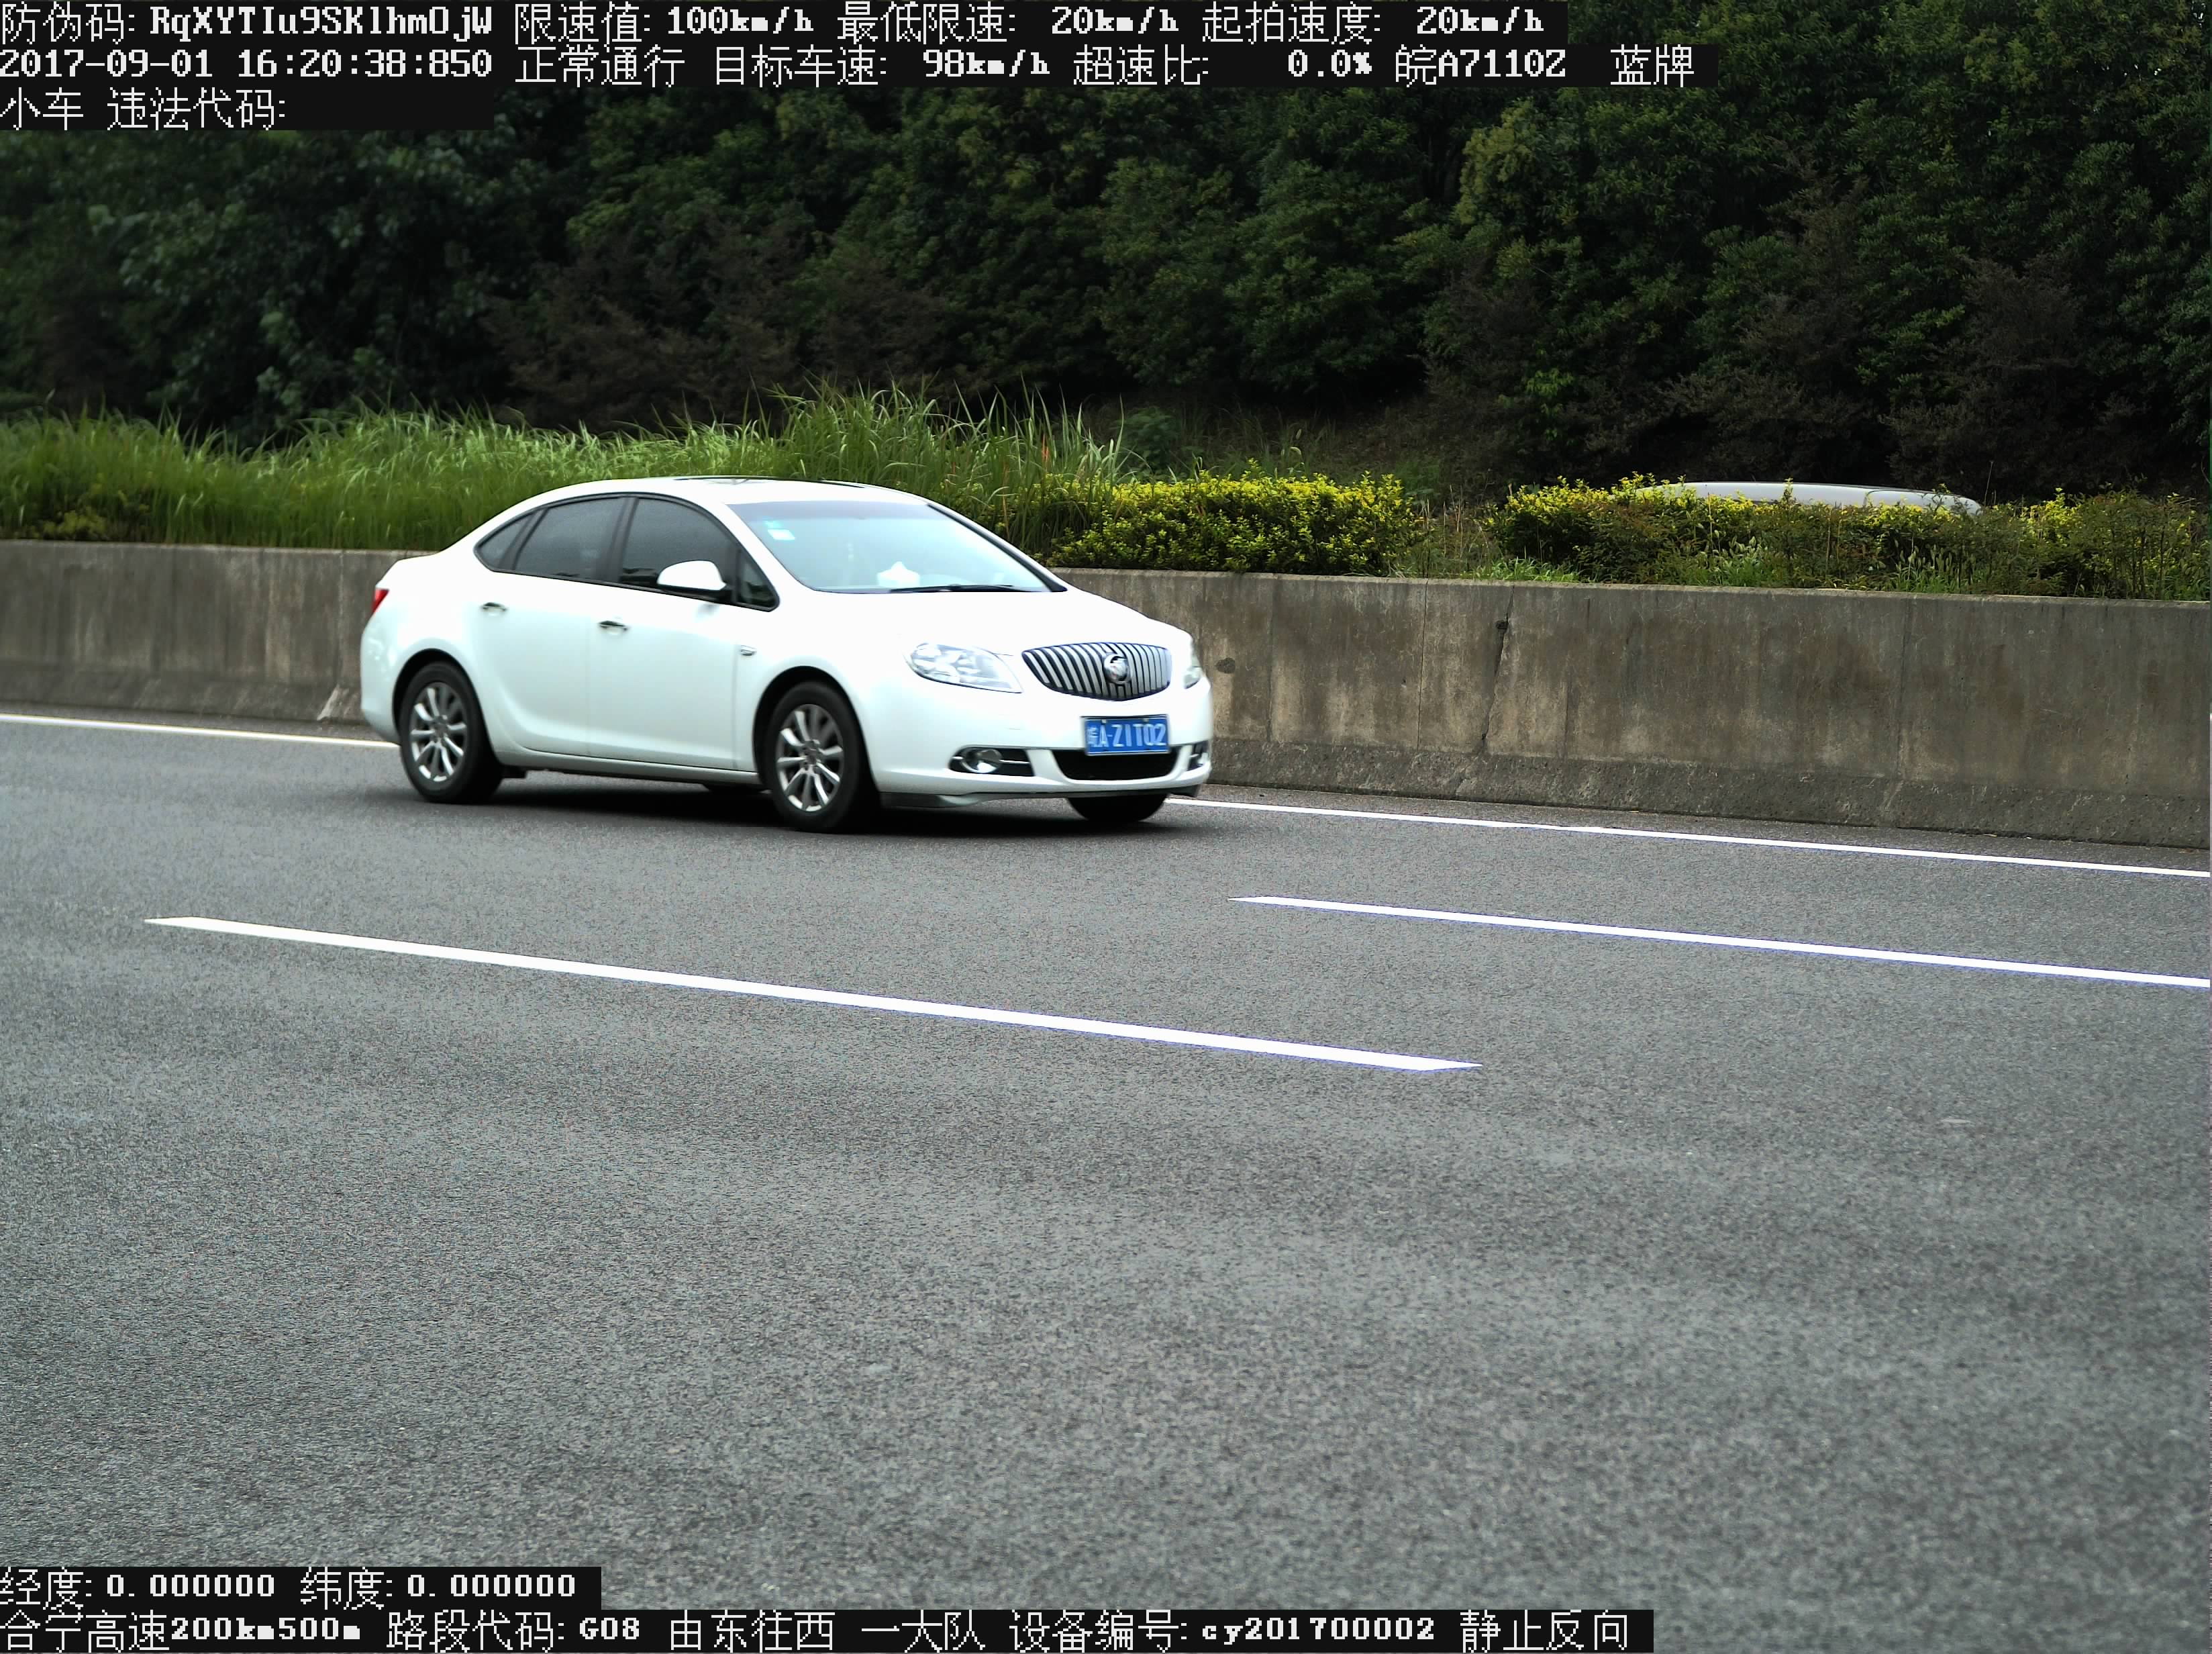 防伪码: RqXYTIu9SKlhmOjW 限速值: 100km/h 最低限速: 20km/h 起拍速度: 20km/h
2017-09-01 16:20:38:850 正常通行 目标车速: 98km/h 超速比: 0.0% 皖A7110Z 蓝牌
小车 违法代码:
皖A·Z1T02
经度: 0.000000 纬度: 0.000000
合宁高速200km500m 路段代码: G08 由东往西 一大队 设备编号: cy201700002 静止反向